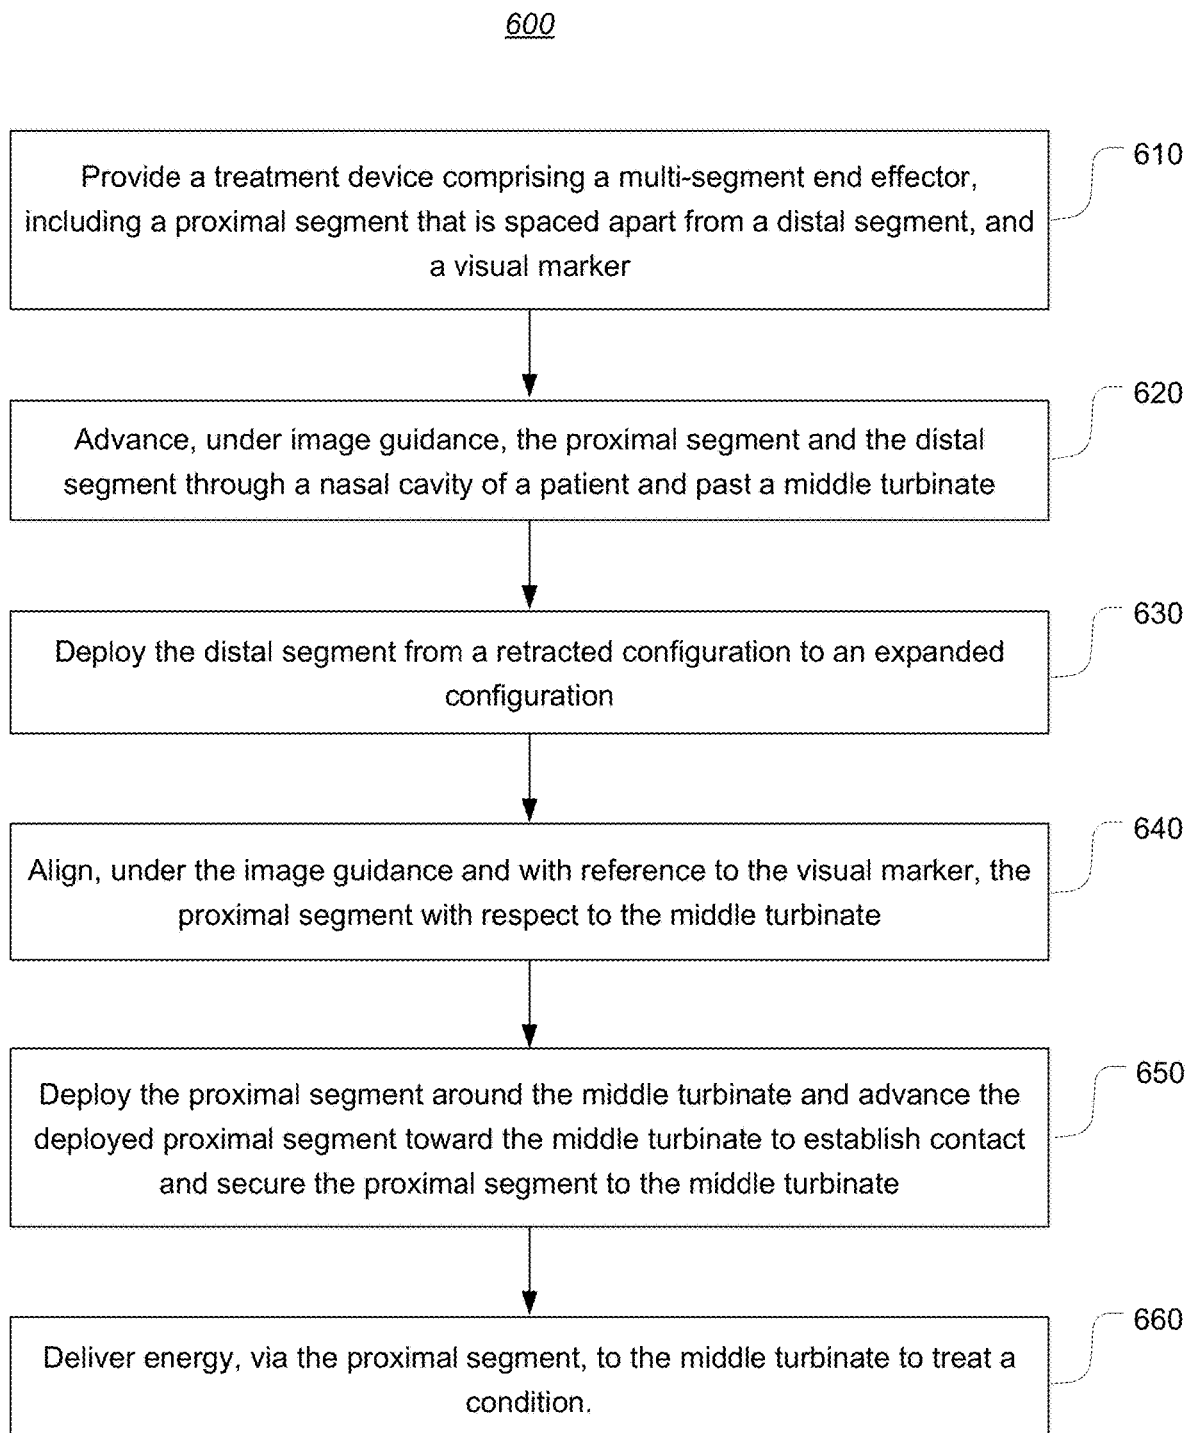 600
610
Provide a treatment device comprising a multi-segment end effector,
including a proximal segment that is spaced apart from a distal segment, and
a visual marker
620
Advance, under image guidance, the proximal segment and the distal
segment through a nasal cavity of a patient and past a middle turbinate
630
Deploy the distal segment from a retracted configuration to an expanded
configuration
640
Align, under the image guidance and with reference to the visual marker, the
proximal segment with respect to the middle turbinate
650
Deploy the proximal segment around the middle turbinate and advance the
deployed proximal segment toward the middle turbinate to establish contact
and secure the proximal segment to the middle turbinate
660
Deliver energy, via the proximal segment, to the middle turbinate to treat a
condition.